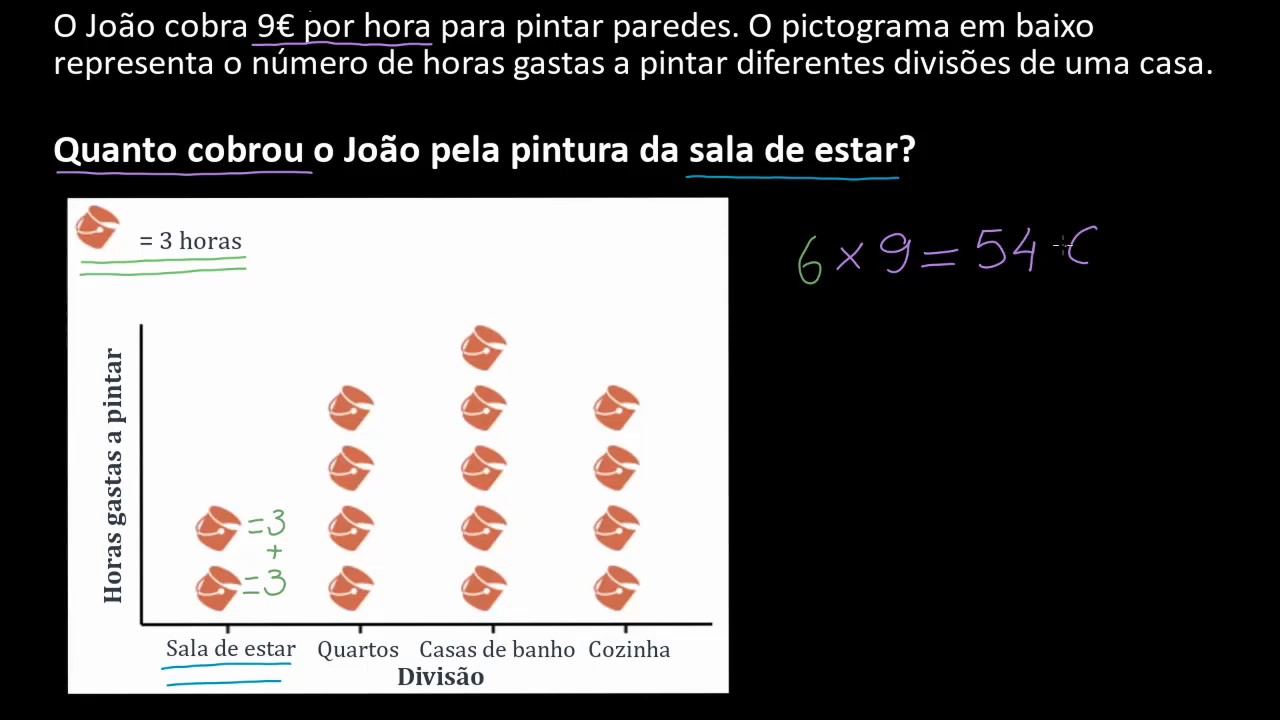 O João cobra 9€ por hora para pintar paredes. O pictograma em baixo
representa o número de horas gastas a pintar diferentes divisões de uma casa.
Quanto cobrou o João pela pintura da sala de estar?
= 3 horas
6 × 9 = 54 C
Horas gastas a pintar
= 3
+
= 3
Sala de estar Quartos Casas de banho Cozinha
Divisão